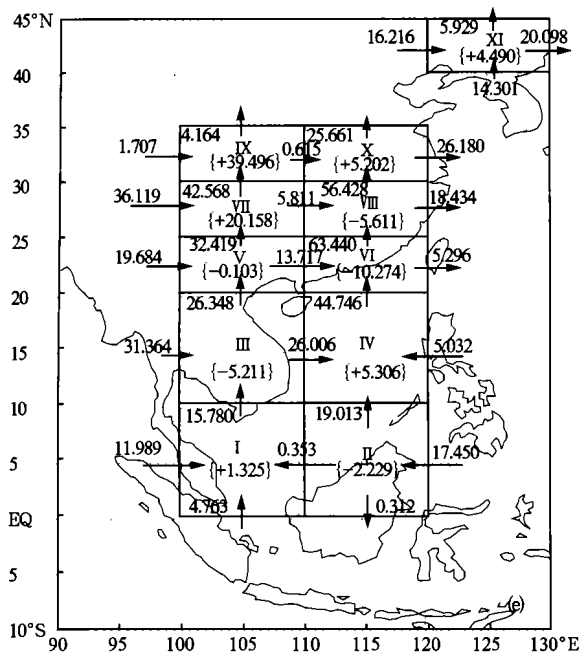 45°N
5.929
16.216 XI 20.098
{+4.490}
40
14.301
35
4.164 25.661
1.707 IX 0.615 X 26.180
{+39.496} {+5.202}
30
42.568 56.428
36.119 VII 5.811 VIII 18.434
{+20.158} {−5.611}
25
32.419 63.440
19.684 V 13.717 VI 5.296
{−0.103} {−10.274}
20
26.348 44.746
15
31.364 III 26.006 IV 5.032
{−5.211} {+5.306}
10
15.780 19.013
11.989 I 0.353 II 17.450
5 {+1.325} {−2.229}
4.763 0.312
EQ
5
(e)
10°S
90 95 100 105 110 115 120 125 130°E